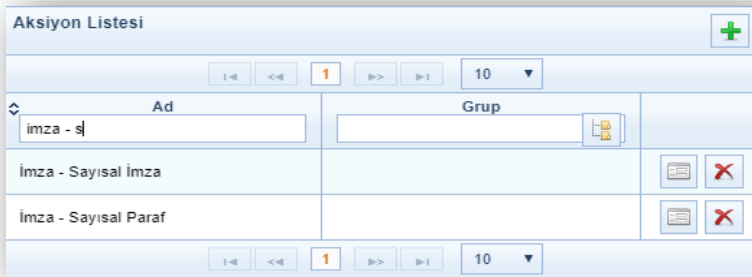 Aksiyon Listesi
1 10
Ad Grup
imza - s
İmza - Sayısal İmza
İmza - Sayısal Paraf
1 10